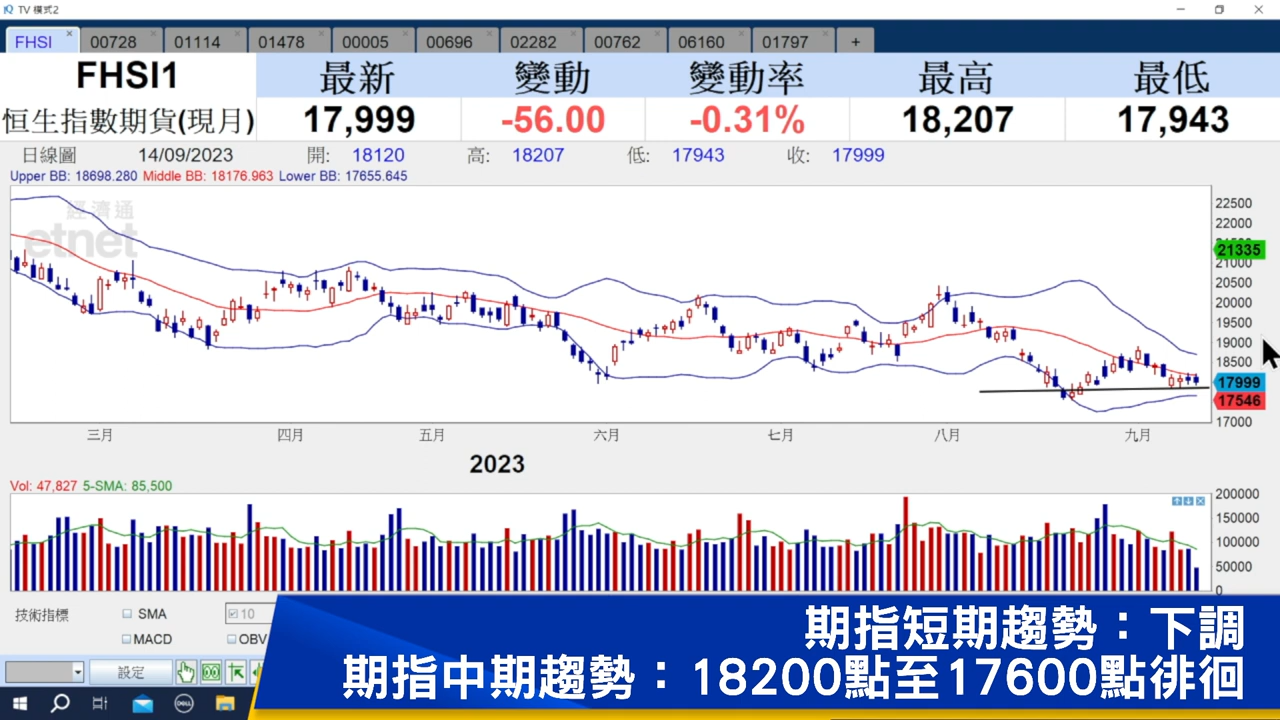 TV 模式2
FHSI 00728 01114 01478 00005 00696 02282 00762 06160 01797 +
FHSI1 最新 變動 變動率 最高 最低
恒生指數期貨(現月) 17,999 -56.00 -0.31% 18,207 17,943
日線圖 14/09/2023 開: 18120 高: 18207 低: 17943 收: 17999
Upper BB: 18698.280 Middle BB: 18176.963 Lower BB: 17655.645
經濟通
etnet
22500
22000
21335
21000
20500
20000
19500
19000
18500
17999
17546
17000
三月 四月 五月 六月 七月 八月 九月
2023
Vol: 47,827 5-SMA: 85,500
200000
150000
100000
50000
0
技術指標 SMA 10
MACD OBV
設定
期指短期趨勢：下調
期指中期趨勢：18200點至17600點徘徊
DELL